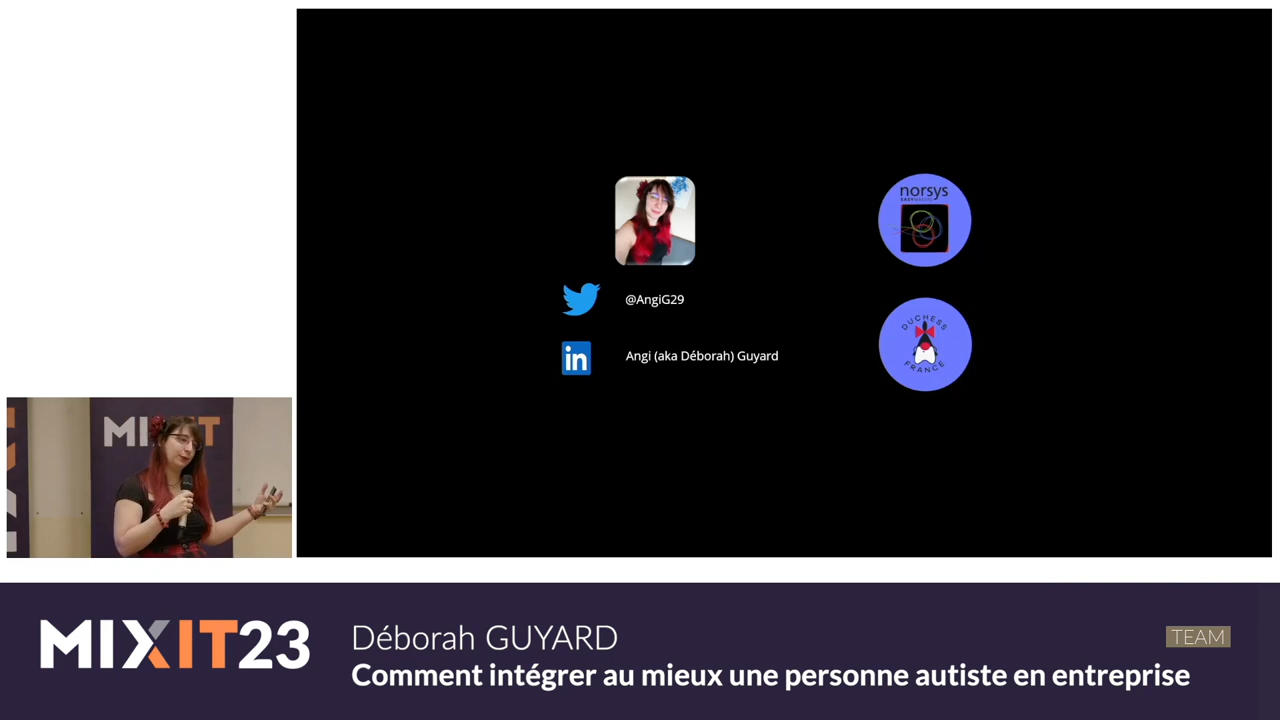 norsys
@AngiG29
Angi (aka Déborah) Guyard
DUCHESS
FRANCE
MIXIT
MIXIT23
Déborah GUYARD
TEAM
Comment intégrer au mieux une personne autiste en entreprise